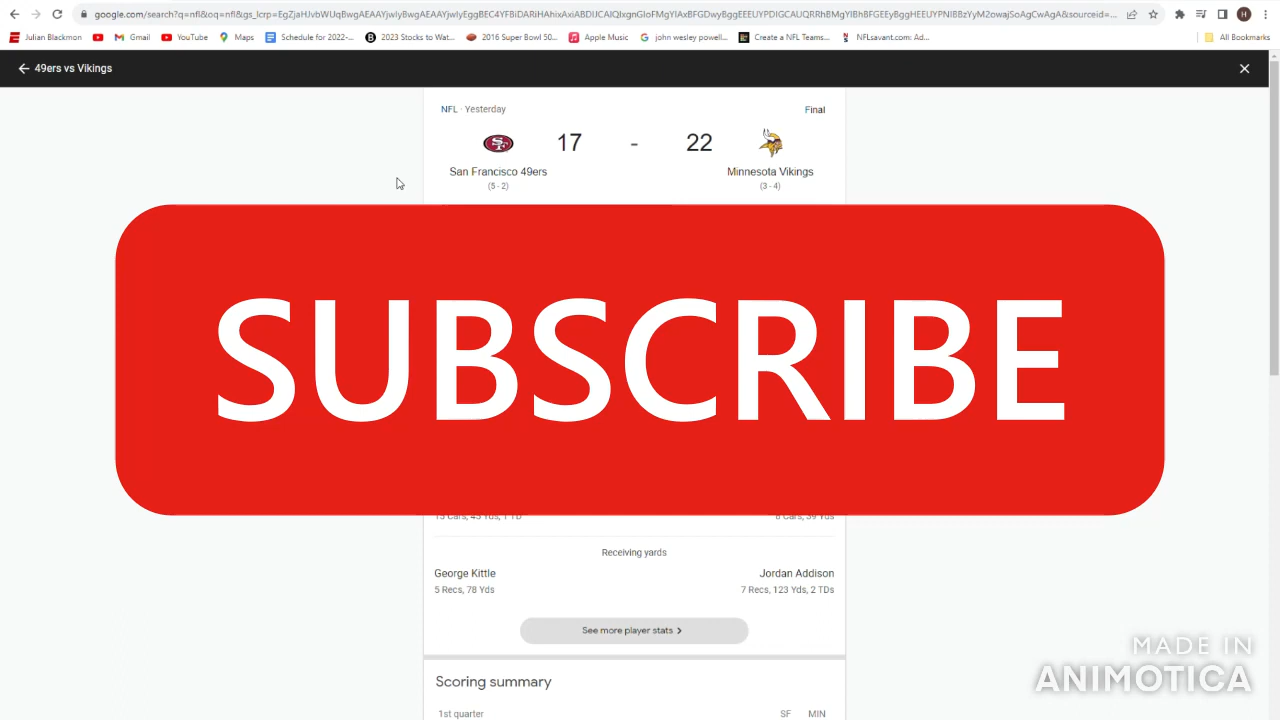 google.com/search?q=nfl&oq=nfl&gs_lcrp=
Julian Blackmon
Gmail
YouTube
Maps
Schedule for 2022-...
2023 Stocks to Wat...
2016 Super Bowl 50...
Apple Music
john wesley powell...
Create a NFL Teams...
NFLsavant.com: Ad...
All Bookmarks
49ers vs Vikings
NFL · Yesterday
Final
17 - 22
San Francisco 49ers
Minnesota Vikings
(5 - 2)
(3 - 4)
SUBSCRIBE
Receiving yards
George Kittle
Jordan Addison
5 Recs, 78 Yds
7 Recs, 123 Yds, 2 TDs
See more player stats
MADE IN
ANIMOTICA
Scoring summary
1st quarter
SF
MIN